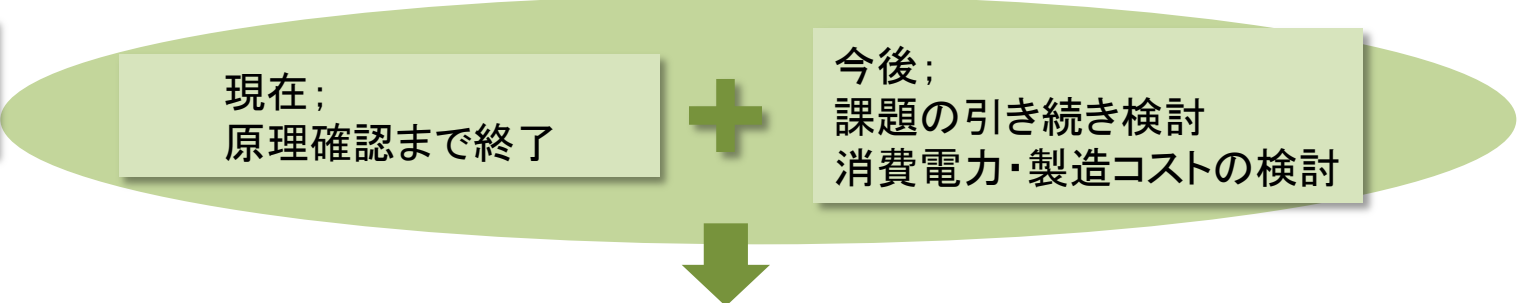 現在;
原理確認まで終了
今後;
課題の引き続き検討
消費電力・製造コストの検討